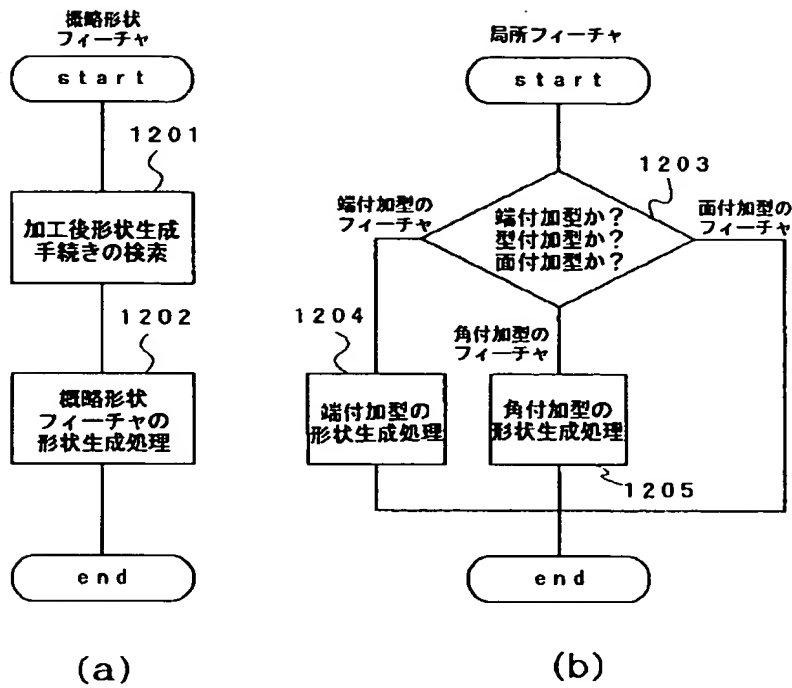 概略形状
フィーチャ
start
1201
加工後形状生成
手続きの検索
1202
概略形状
フィーチャの
形状生成処理
end
(a)
局所フィーチャ
start
1203
端付加型の
フィーチャ
端付加型か?
型付加型か?
面付加型か?
面付加型の
フィーチャ
1204
角付加型の
フィーチャ
端付加型の
形状生成処理
角付加型の
形状生成処理
1205
end
(b)